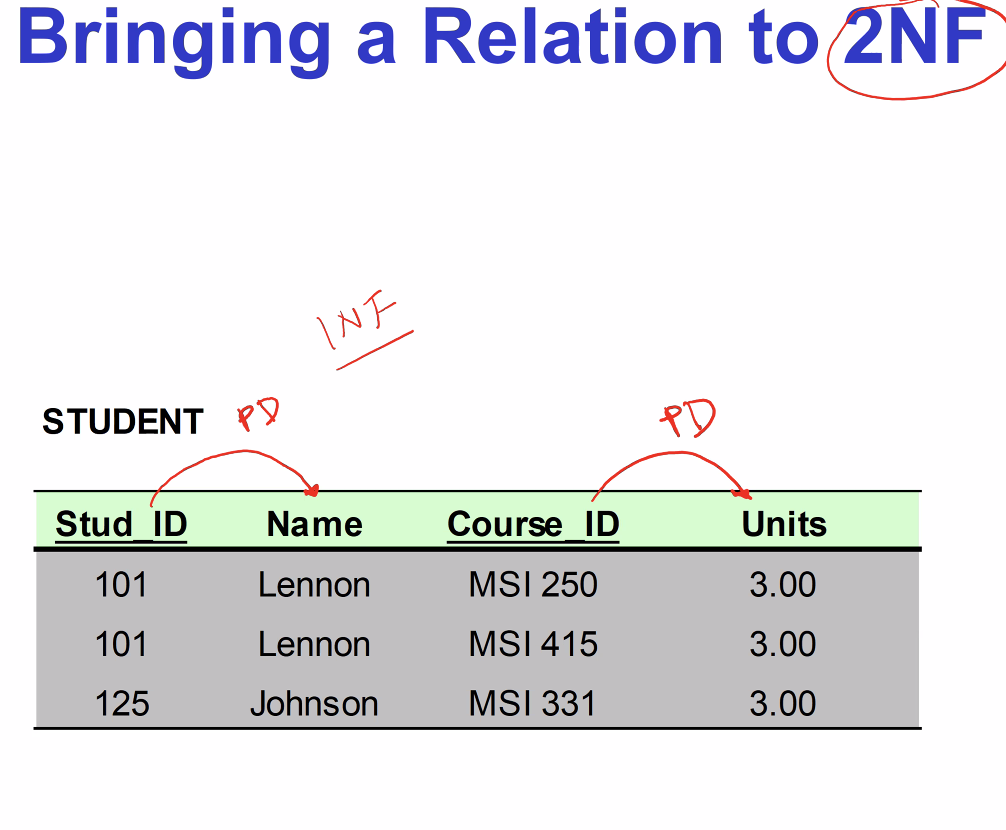 Bringing a Relation to 2NF
1NF
STUDENT PD PD
Stud_ID Name Course_ID Units
101 Lennon MSI 250 3.00
101 Lennon MSI 415 3.00
125 Johnson MSI 331 3.00